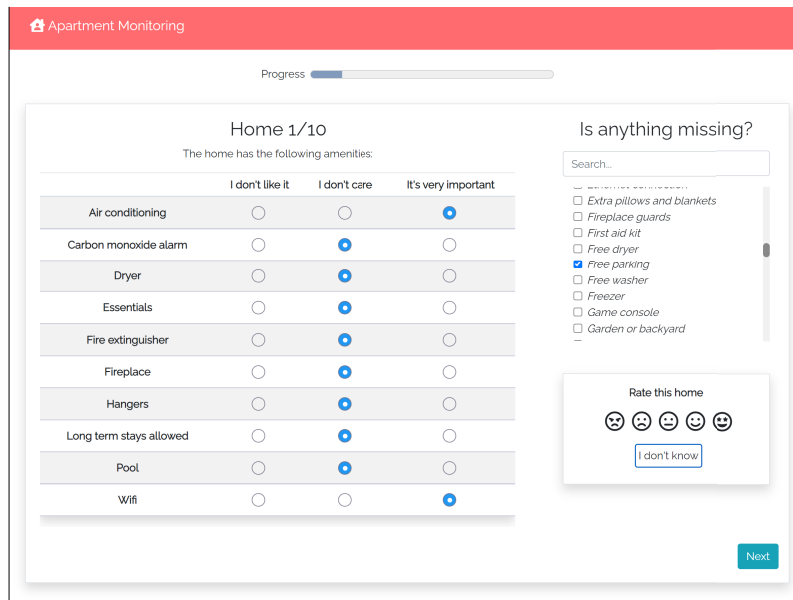 Apartment Monitoring
Progress
Home 1/10
The home has the following amenities:
I don't like it I don't care It's very important
Air conditioning
Carbon monoxide alarm
Dryer
Essentials
Fire extinguisher
Fireplace
Hangers
Long term stays allowed
Pool
Wifi
Is anything missing?
Search...
Extra pillows and blankets
Fireplace guards
First aid kit
Free dryer
Free parking
Free washer
Freezer
Game console
Garden or backyard
Rate this home
I don't know
Next